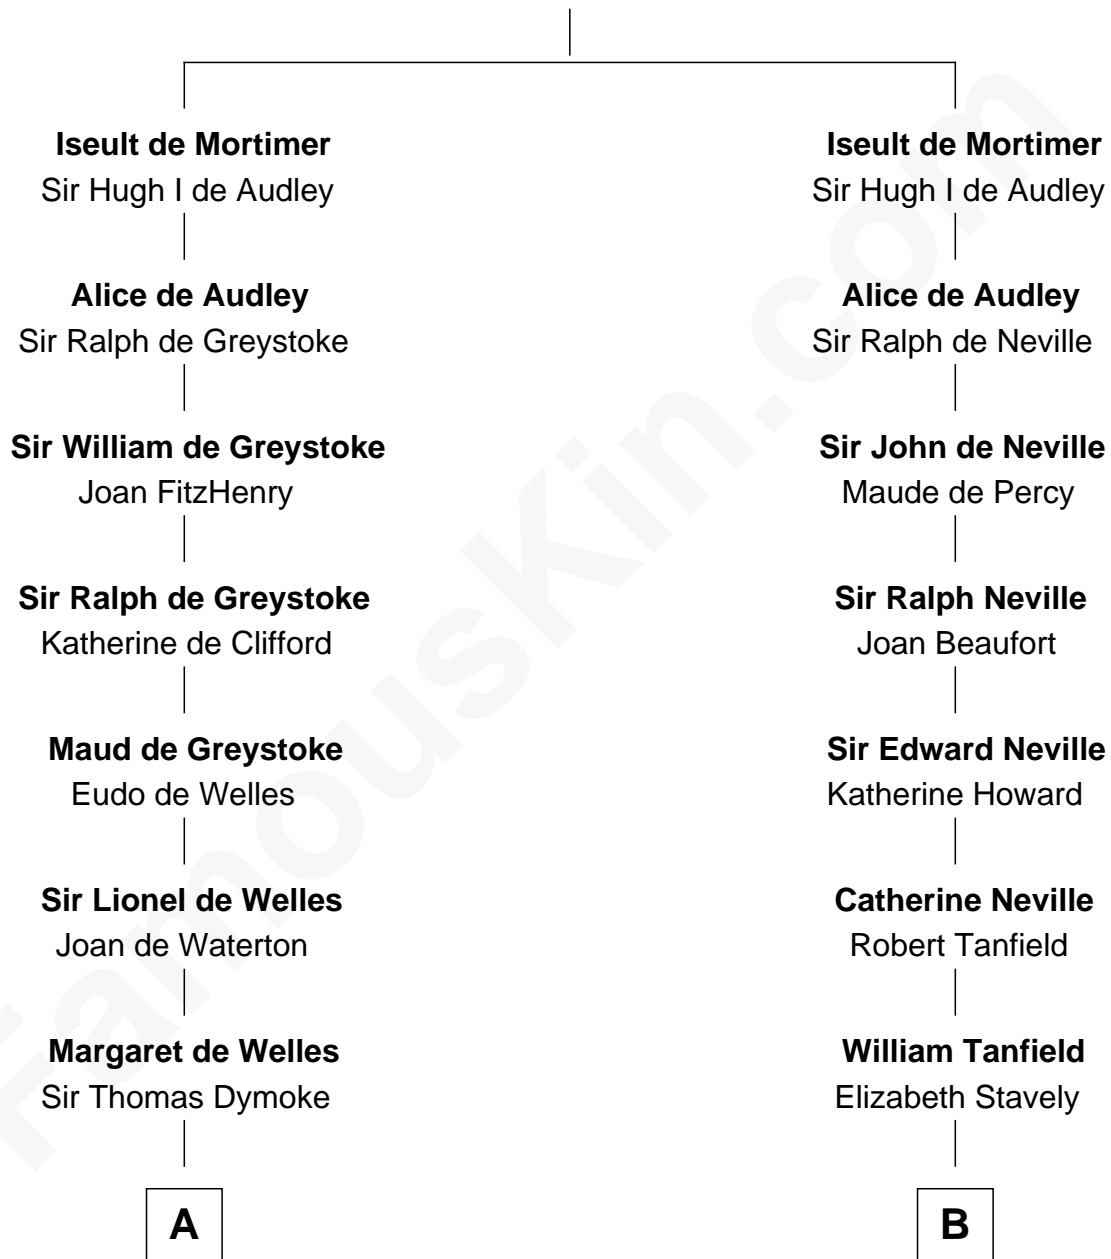 Iseult de Mortimer
Sir Hugh I de Audley
Alice de Audley
Sir Ralph de Greystoke
Sir William de Greystoke
Joan FitzHenry
Sir Ralph de Greystoke
Katherine de Clifford
Maud de Greystoke
Eudo de Welles
Sir Lionel de Welles
Joan de Waterton
Margaret de Welles
Sir Thomas Dymoke
A
Iseult de Mortimer
Sir Hugh I de Audley
Alice de Audley
Sir Ralph de Neville
Sir John de Neville
Maude de Percy
Sir Ralph Neville
Joan Beaufort
Sir Edward Neville
Katherine Howard
Catherine Neville
Robert Tanfield
William Tanfield
Elizabeth Stavely
B
FamousKin.com